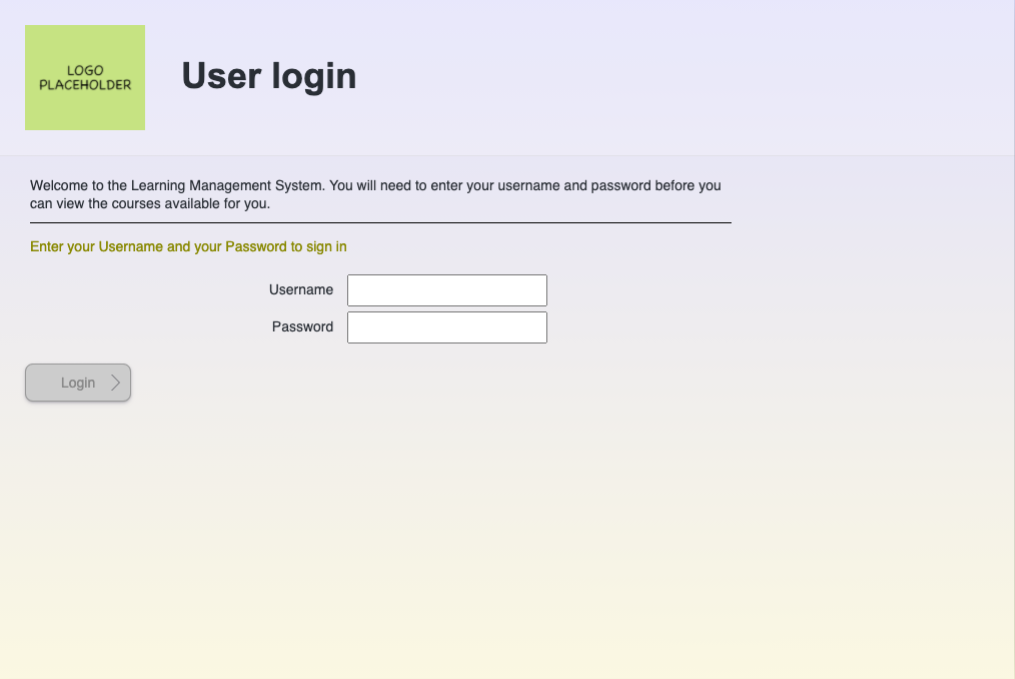 LOGO
PLACEHOLDER
User login
Welcome to the Learning Management System. You will need to enter your username and password before you
can view the courses available for you.
Enter your Username and your Password to sign in
Username
Password
Login